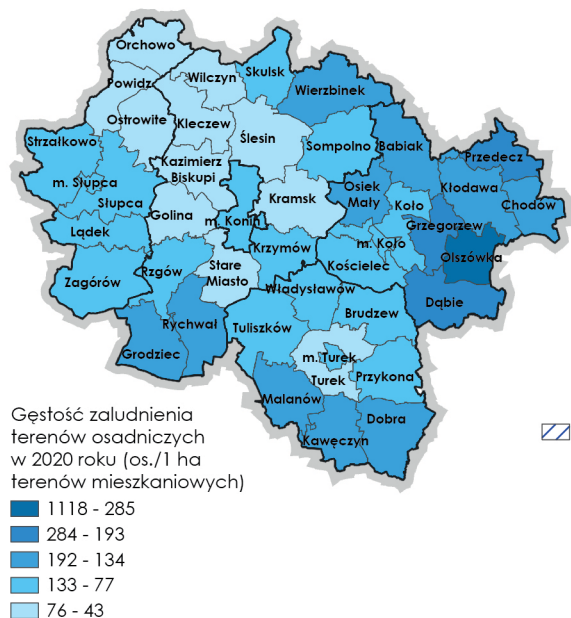 Orchowo
Powidz
Wilczyn
Skulsk
Wierzbinek
Ostrowite
Kleczew
Ślesin
Strzałkowo
Sompolno
Babiak
Przedecz
Kazimierz
Biskupi
m. Słupca
Słupca
Osiek
Mały
Koło
Kłodawa
Chodów
Golina
m. Konin
Kramsk
Grzegorzew
Lądek
Krzymów
m. Koło
Kościelec
Olszówka
Zagórów
Rzgów
Stare
Miasto
Władysławów
Dąbie
Rychwał
Tuliszków
Brudzew
Grodziec
m. Turek
Turek
Przykona
Malanów
Dobra
Kawęczyn
Gęstość zaludnienia
terenów osadniczych
w 2020 roku (os./1 ha
terenów mieszkaniowych)
1118 - 285
284 - 193
192 - 134
133 - 77
76 - 43